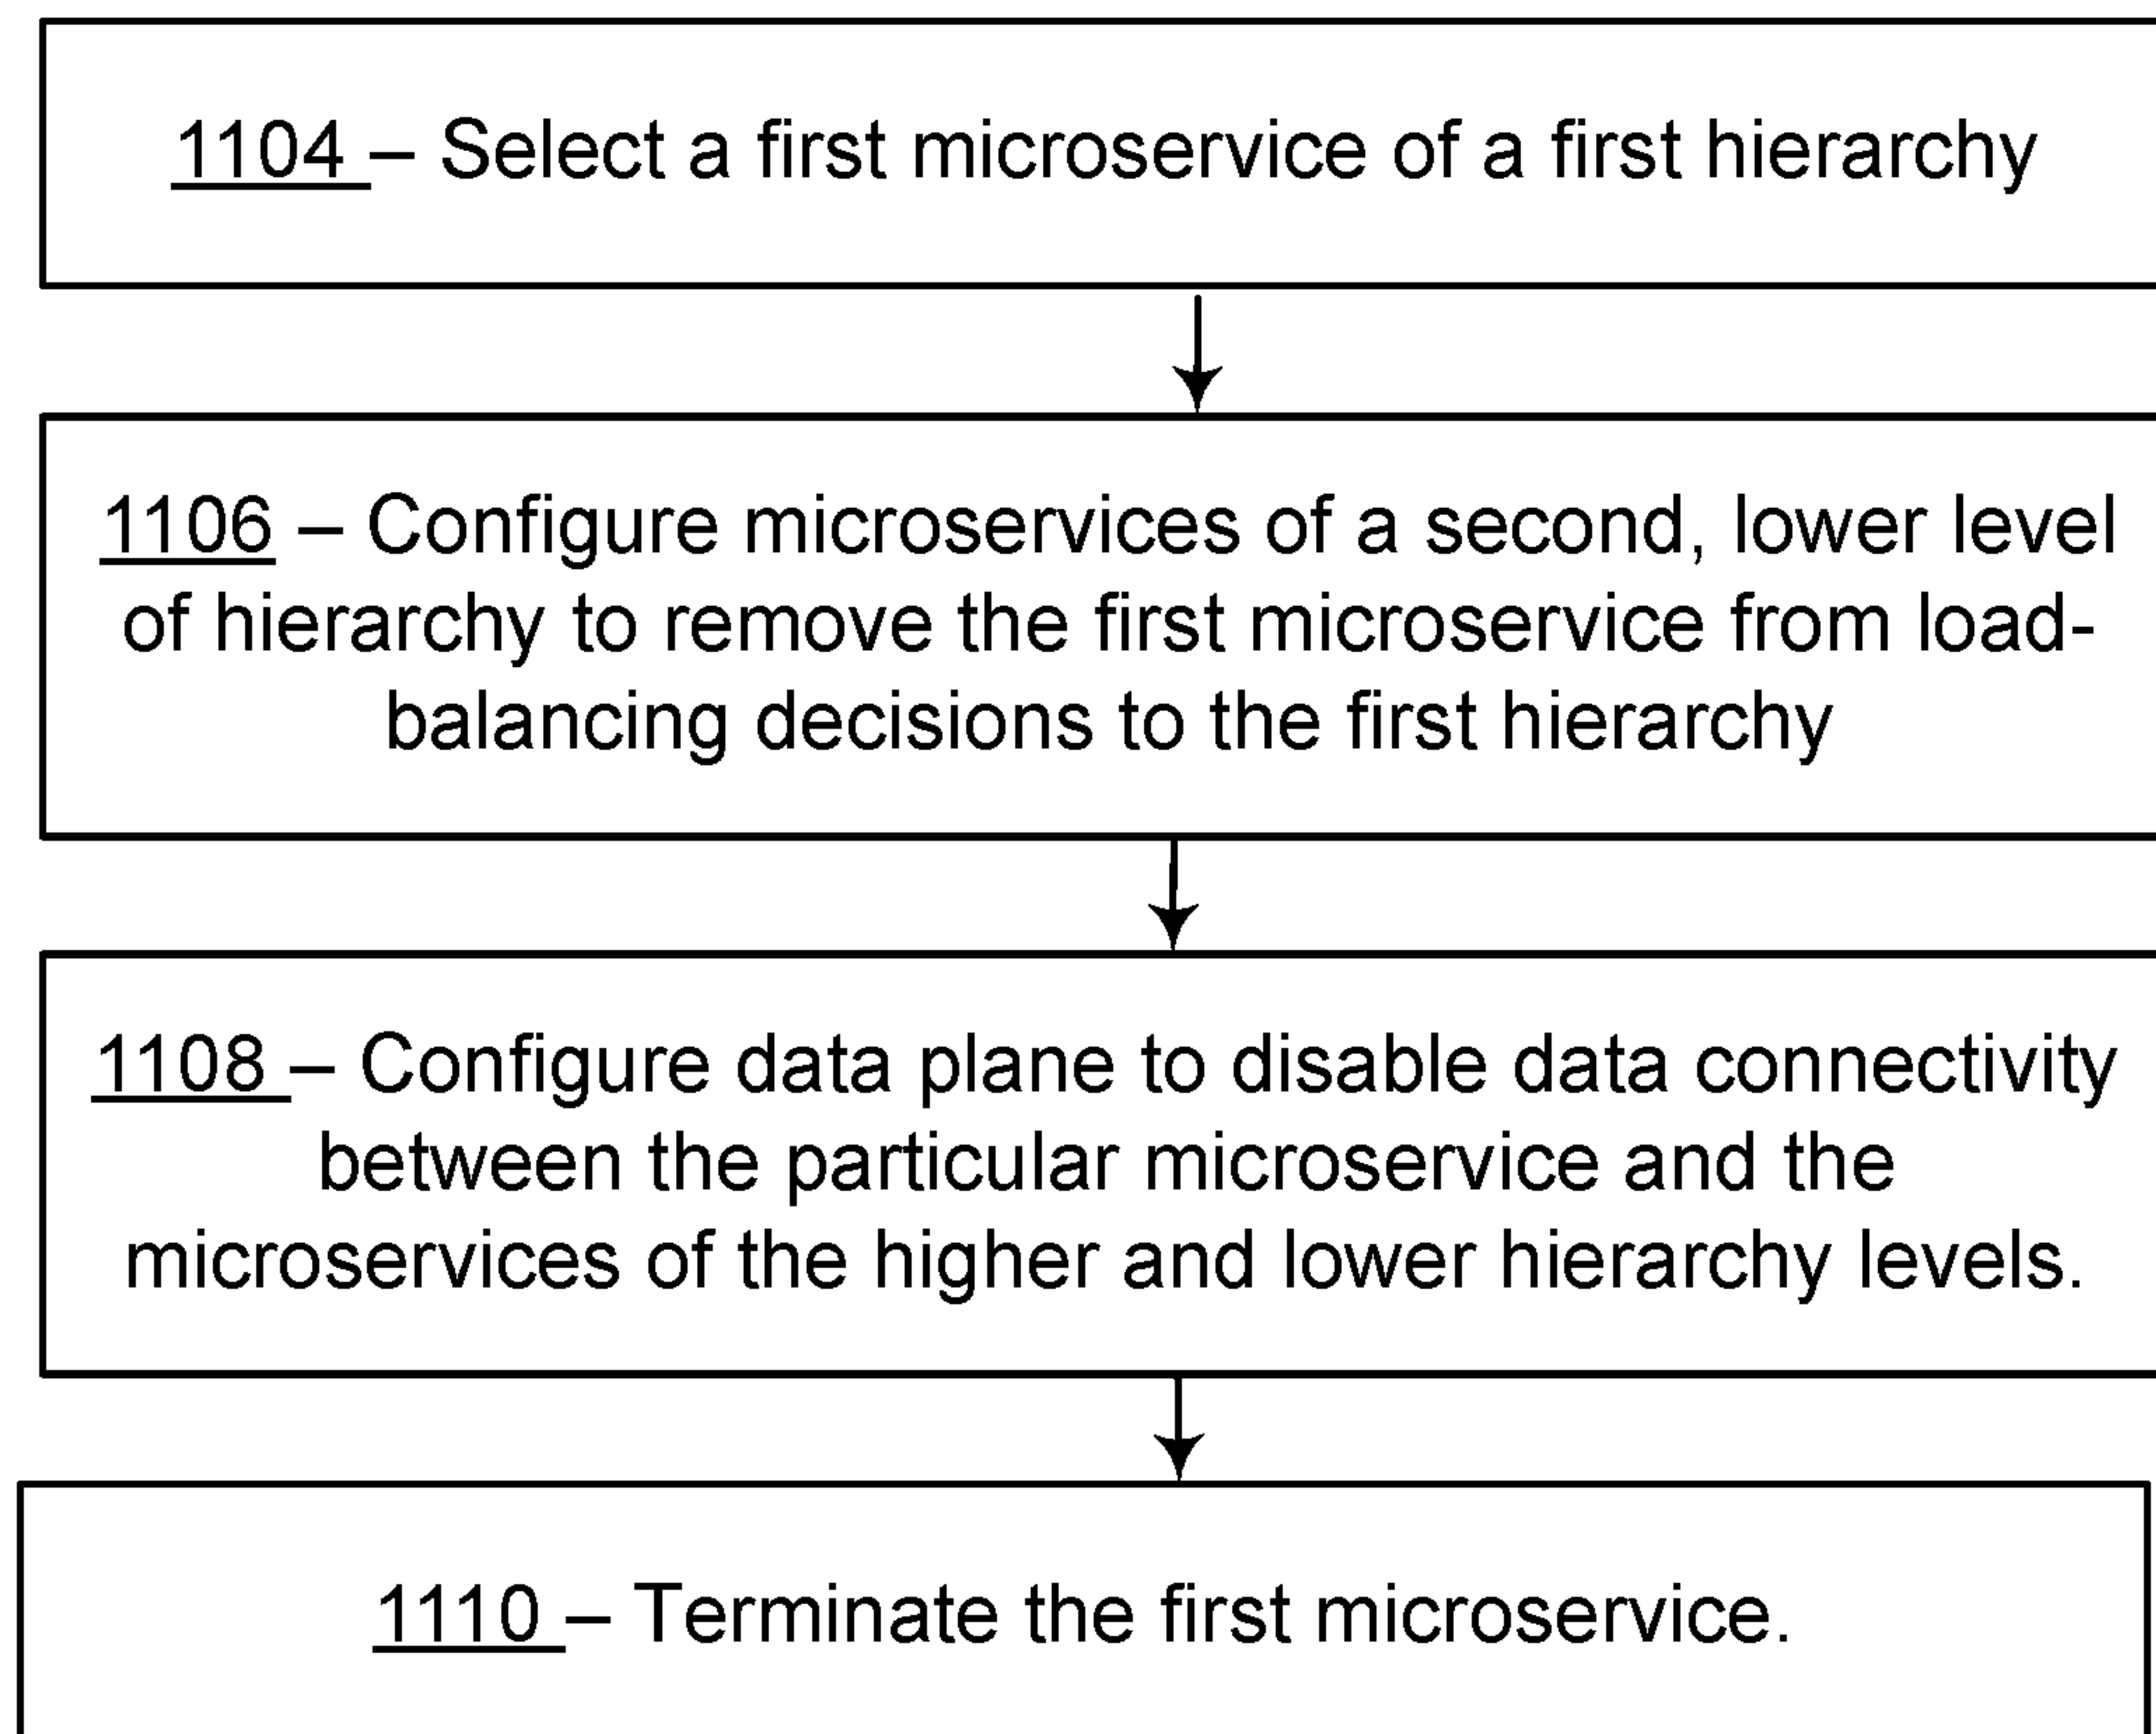 1104 – Select a first microservice of a first hierarchy
1106 – Configure microservices of a second, lower level
of hierarchy to remove the first microservice from load-
balancing decisions to the first hierarchy
1108 – Configure data plane to disable data connectivity
between the particular microservice and the
microservices of the higher and lower hierarchy levels.
1110 – Terminate the first microservice.